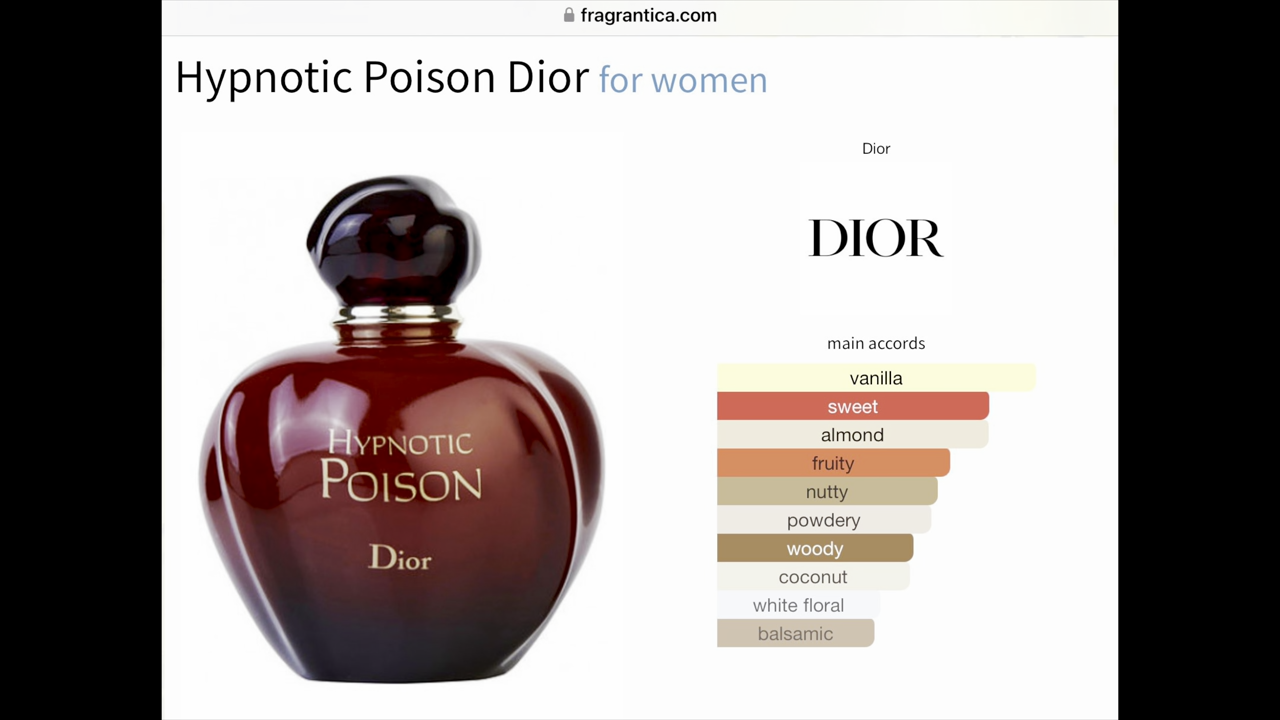 fragrantica.com
Hypnotic Poison Dior for women
Dior
DIOR
main accords
vanilla
sweet
almond
fruity
nutty
powdery
woody
coconut
white floral
balsamic
HYPNOTIC
POISON
Dior